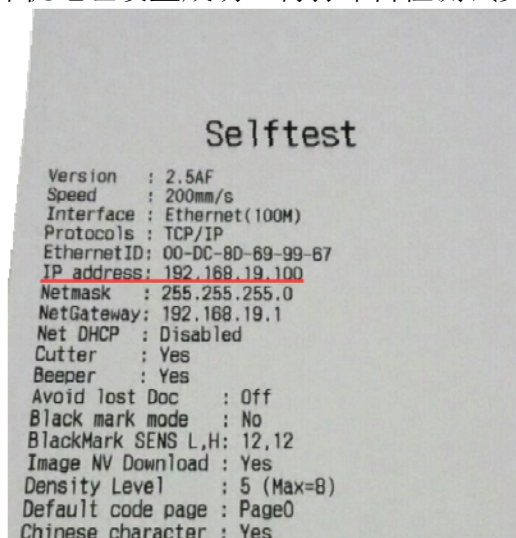 Selftest
Version : 2.5AF
Speed : 200mm/s
Interface : Ethernet(100M)
Protocols : TCP/IP
EthernetID: 00-DC-8D-69-99-67
IP address: 192.168.19.100
Netmask : 255.255.255.0
NetGateway: 192.168.19.1
Net DHCP : Disabled
Cutter : Yes
Beeper : Yes
Avoid lost Doc : Off
Black mark mode : No
BlackMark SENS L,H: 12,12
Image NV Download : Yes
Density Level : 5 (Max=8)
Default code page : Page0
Chinese character : Yes